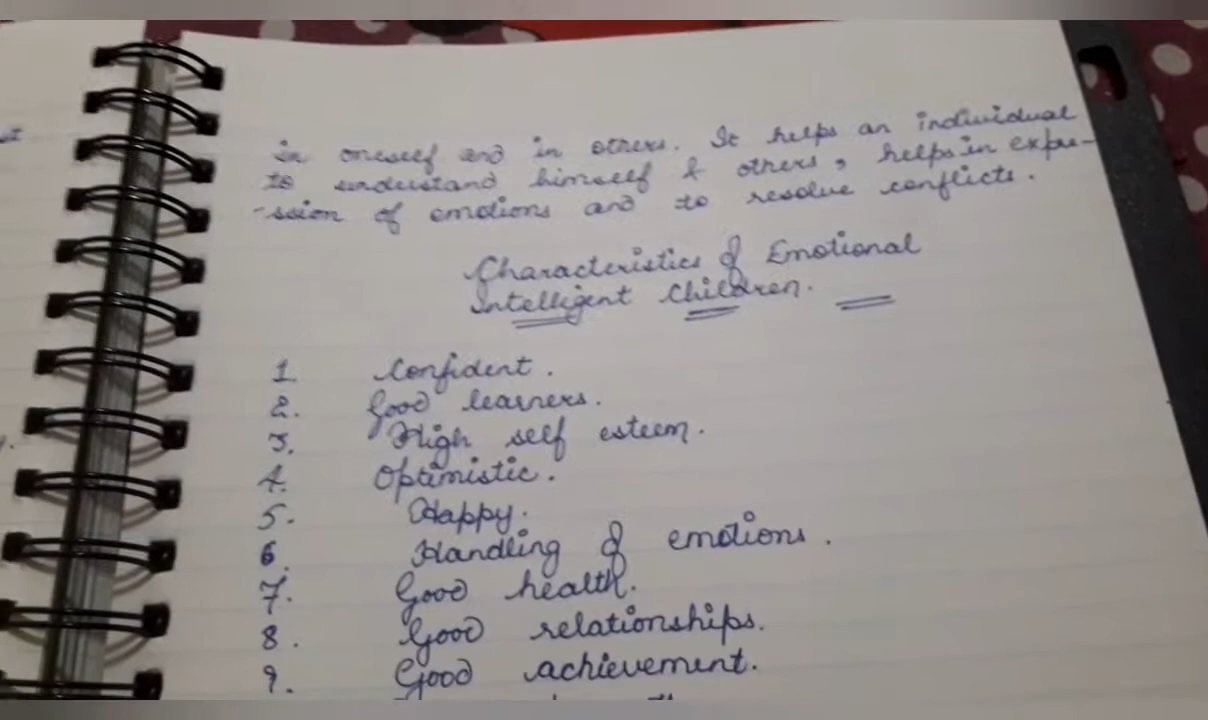 in oneself and in others. It helps an individual
to understand himself & others, helps in expre-
-ssion of emotions and to resolve conflicts.
Characteristics of Emotional
Intelligent Children.
1. Confident.
2. Good learners.
3. High self esteem.
4. Optimistic.
5. Happy.
6. Handling of emotions.
7. Good health.
8. Good relationships.
9. Good achievement.